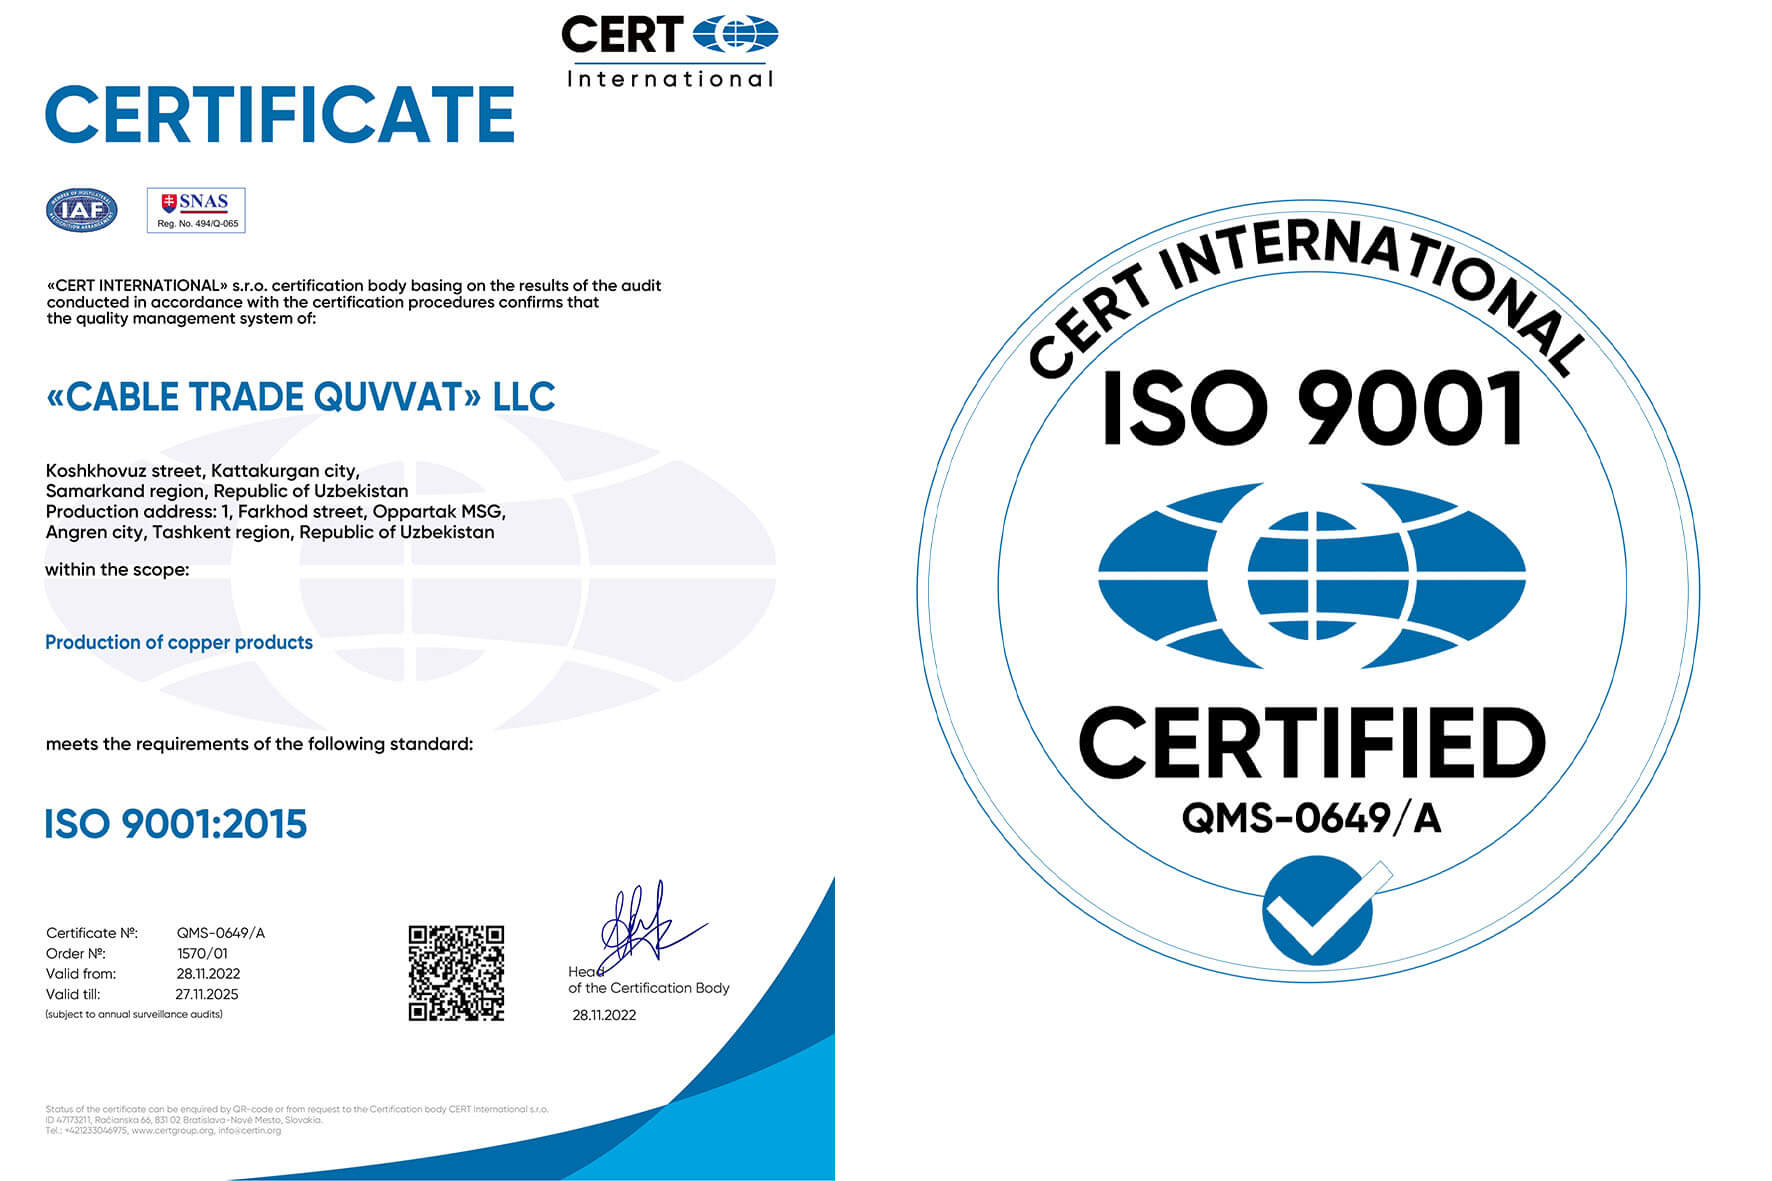 CERT
International
CERTIFICATE
MEMBER OF MULTILATERAL
IAF
RECOGNITION ARRANGEMENT
SNAS
Reg. No. 494/Q-065
«CERT INTERNATIONAL» s.r.o. certification body basing on the results of the audit
conducted in accordance with the certification procedures confirms that
the quality management system of:
«CABLE TRADE QUVVAT» LLC
Koshkhovuz street, Kattakurgan city,
Samarkand region, Republic of Uzbekistan
Production address: 1, Farkhod street, Oppartak MSG,
Angren city, Tashkent region, Republic of Uzbekistan
within the scope:
Production of copper products
meets the requirements of the following standard:
ISO 9001:2015
Certificate №: QMS-0649/A
Order №: 1570/01
Valid from: 28.11.2022
Valid till: 27.11.2025
(subject to annual surveillance audits)
Head
of the Certification Body
28.11.2022
Status of the certificate can be enquired by QR-code or from request to the Certification body CERT International s.r.o.
ID 47173211, Račianska 66, 831 02 Bratislava-Nové Mesto, Slovakia.
Tel.: +421233046975, www.certgroup.org, info@certin.org
CERT INTERNATIONAL
ISO 9001
CERTIFIED
QMS-0649/A